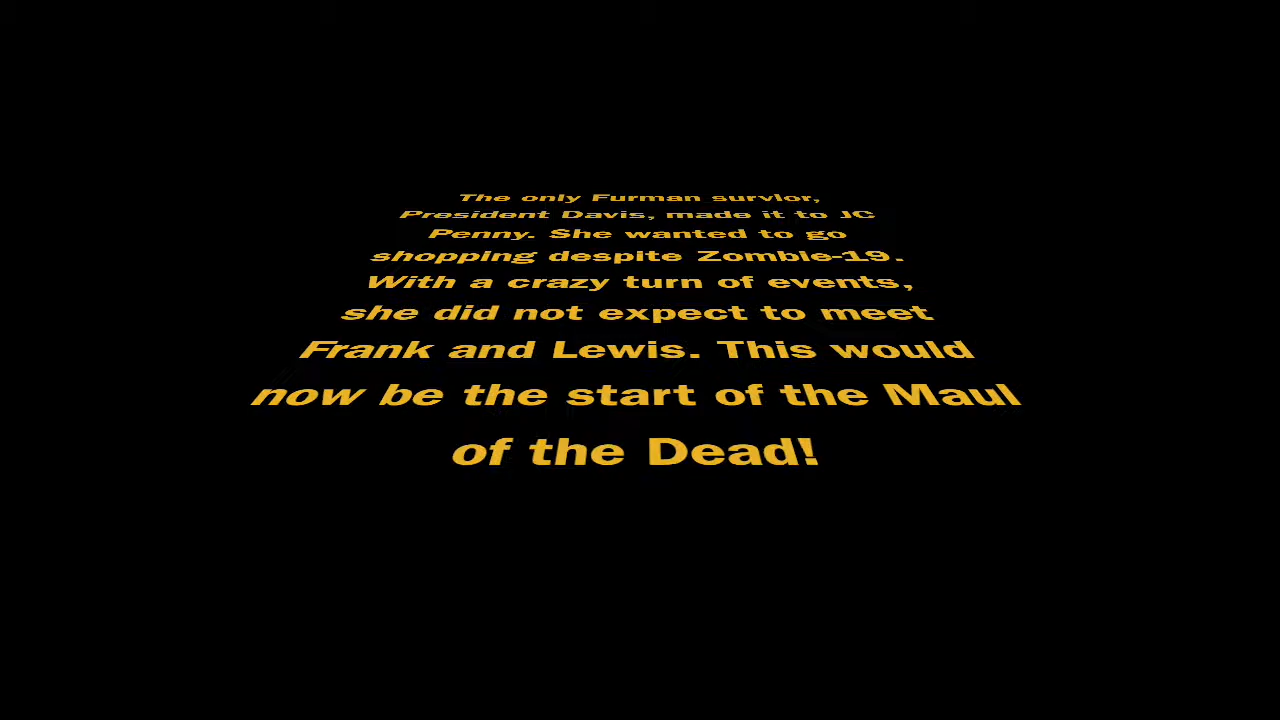 The only Furman survior,
President Davis, made it to JC
Penny. She wanted to go
shopping despite Zombie-19.
With a crazy turn of events,
she did not expect to meet
Frank and Lewis. This would
now be the start of the Maul
of the Dead!